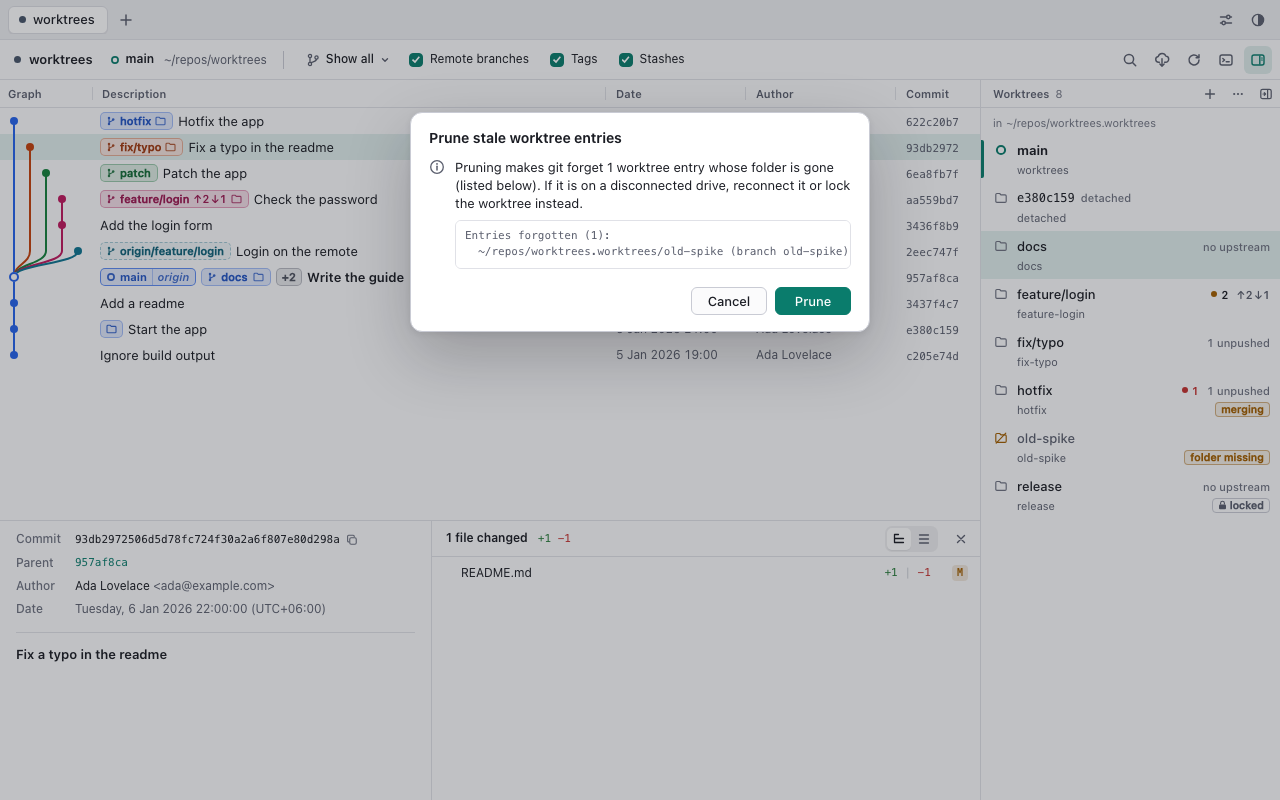 worktrees
worktrees main ~/repos/worktrees Show all Remote branches Tags Stashes
Graph Description Date Author Commit
hotfix Hotfix the app 622c20b7
fix/typo Fix a typo in the readme 93db2972
patch Patch the app 6ea8fb7f
feature/login ↑2↓1 Check the password aa559bd7
Add the login form 3436f8b9
origin/feature/login Login on the remote 2eec747f
main origin docs +2 Write the guide 957af8ca
Add a readme 3437f4c7
Start the app e380c159
Ignore build output 5 Jan 2026 19:00 Ada Lovelace c205e74d
Prune stale worktree entries
Pruning makes git forget 1 worktree entry whose folder is gone
(listed below). If it is on a disconnected drive, reconnect it or lock
the worktree instead.
Entries forgotten (1):
~/repos/worktrees.worktrees/old-spike (branch old-spike)
Cancel Prune
Worktrees 8
in ~/repos/worktrees.worktrees
main
worktrees
e380c159 detached
detached
docs no upstream
docs
feature/login 2 ↑2↓1
feature-login
fix/typo 1 unpushed
fix-typo
hotfix 1 1 unpushed
hotfix merging
old-spike
old-spike folder missing
release no upstream
release locked
Commit 93db2972506d5d78fc724f30a2a6f807e80d298a
Parent 957af8ca
Author Ada Lovelace <ada@example.com>
Date Tuesday, 6 Jan 2026 22:00:00 (UTC+06:00)
Fix a typo in the readme
1 file changed +1 −1
README.md +1 | −1 M